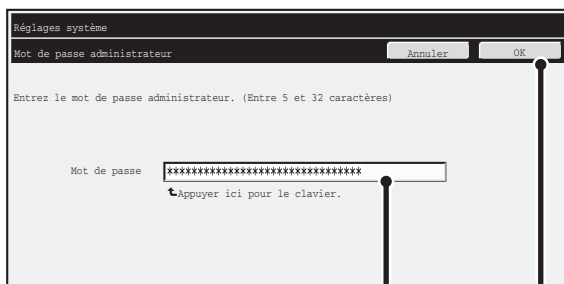 Réglages système
Mot de passe administrateur Annuler OK
Entrez le mot de passe administrateur. (Entre 5 et 32 caractères)
Mot de passe ********************************
Appuyer ici pour le clavier.